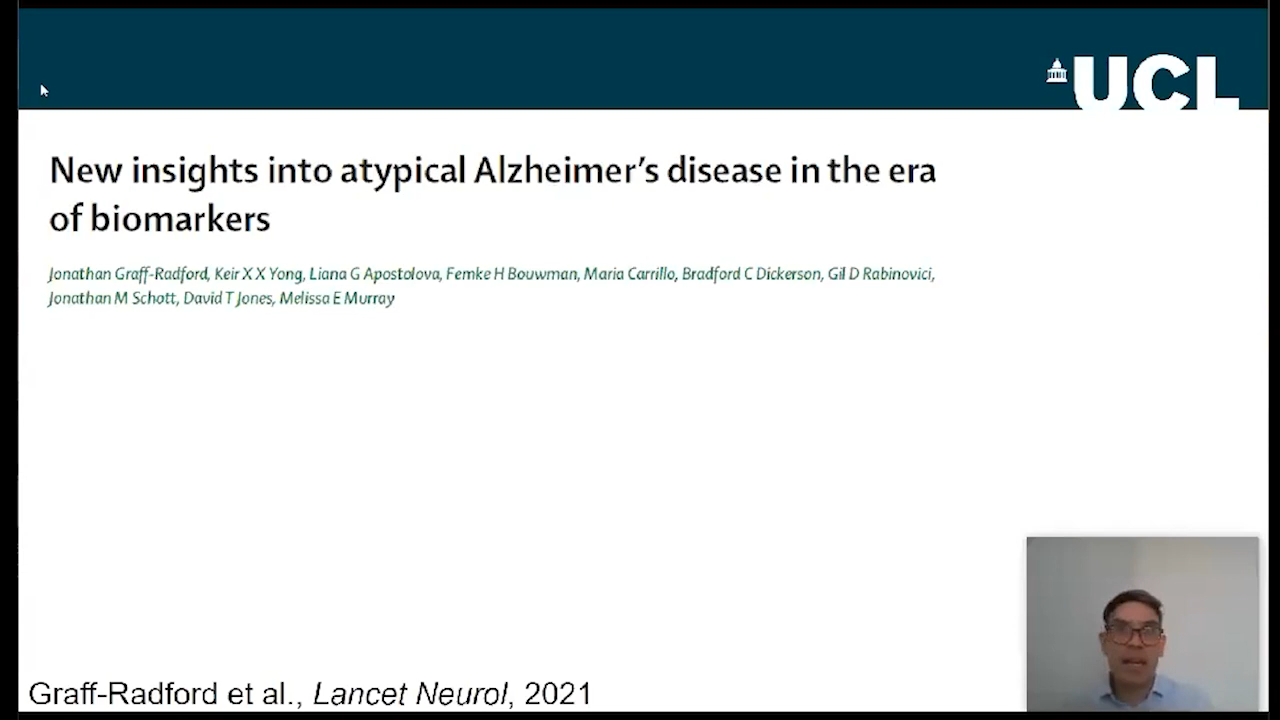 UCL
New insights into atypical Alzheimer's disease in the era
of biomarkers
Jonathan Graff-Radford, Keir X X Yong, Liana G Apostolova, Femke H Bouwman, Maria Carrillo, Bradford C Dickerson, Gil D Rabinovici,
Jonathan M Schott, David T Jones, Melissa E Murray
Graff-Radford et al., Lancet Neurol, 2021